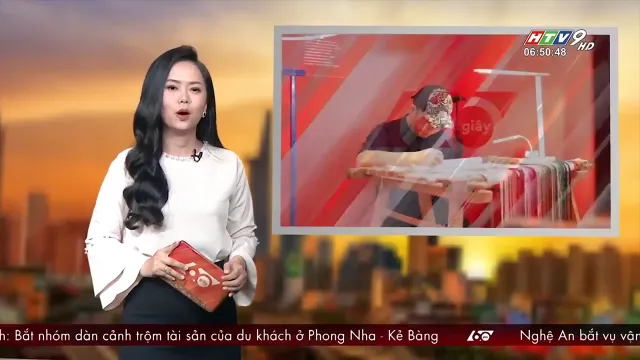 HTV9 HD
06:50:48
giây
h: Bắt nhóm dàn cảnh trộm tài sản của du khách ở Phong Nha - Kẻ Bàng
60
Nghệ An bắt vụ vận